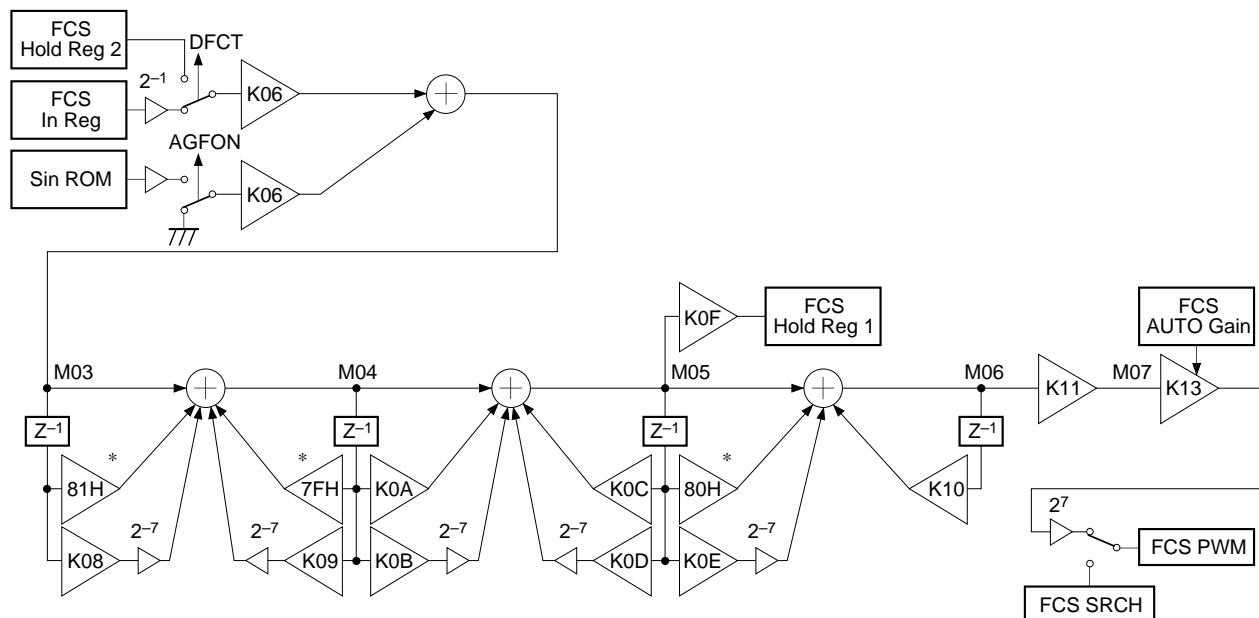 FCS
Hold Reg 2
DFCT
2–1
FCS
In Reg
K06
AGFON
Sin ROM
K06
K0F
FCS
Hold Reg 1
FCS
AUTO Gain
M03
M04
M05
M06
K11
M07
K13
Z–1
Z–1
Z–1
Z–1
81H
*
7FH
*
K0A
K0C
80H
*
K10
K08
2–7
2–7
K09
K0B
2–7
2–7
K0D
K0E
2–7
27
FCS PWM
FCS SRCH